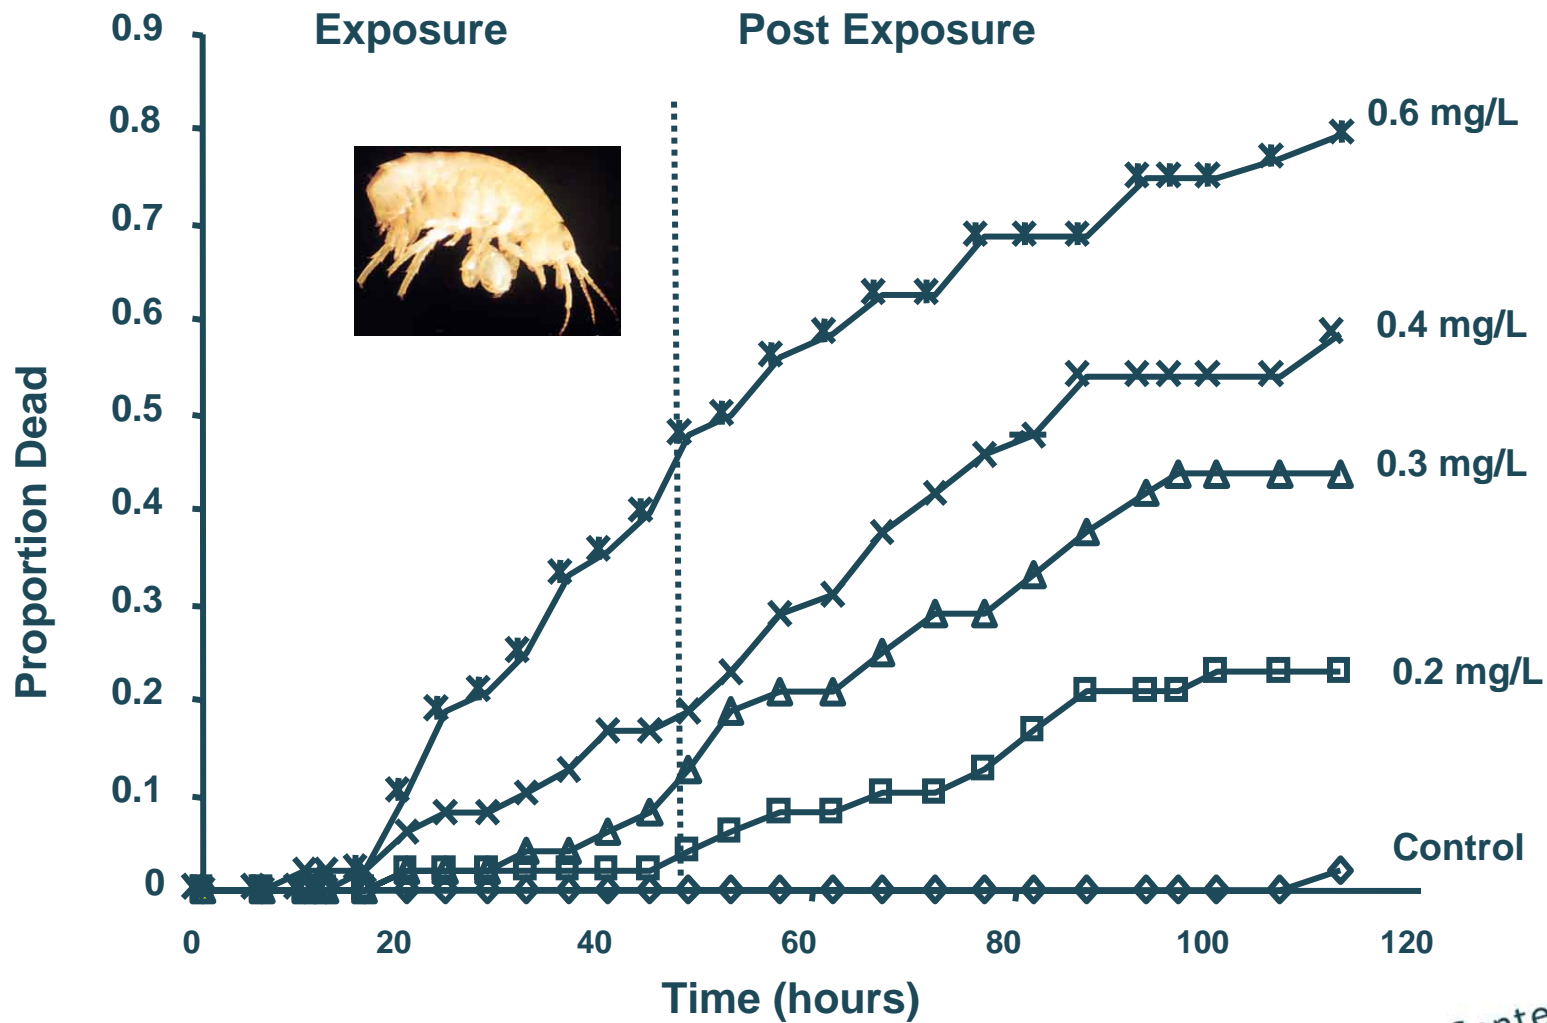 Exposure
Post Exposure
0.9
0.8
0.7
0.6
0.5
0.4
0.3
0.2
0.1
0
Proportion Dead
0.6 mg/L
0.4 mg/L
0.3 mg/L
0.2 mg/L
Control
0 20 40 60 80 100 120
Time (hours)